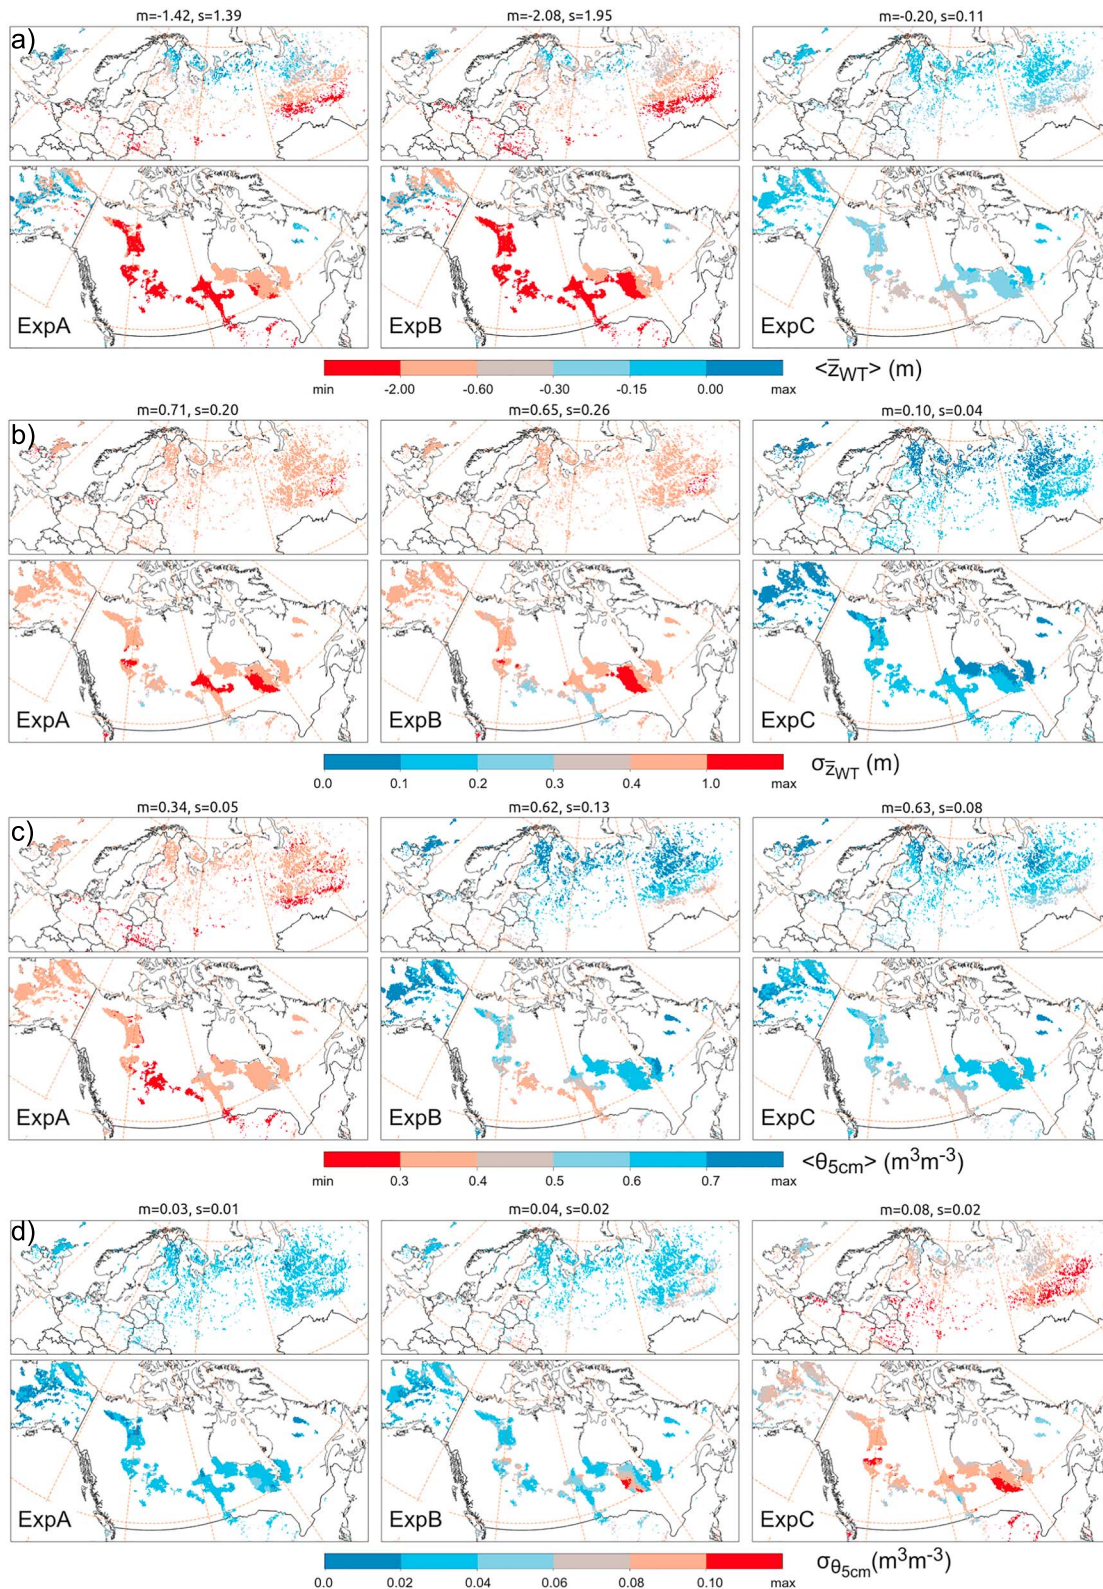 a)
m=-1.42, s=1.39
m=-2.08, s=1.95
m=-0.20, s=0.11
ExpA
ExpB
ExpC
min -2.00 -0.60 -0.30 -0.15 0.00 max
<z̅WT> (m)
b)
m=0.71, s=0.20
m=0.65, s=0.26
m=0.10, s=0.04
ExpA
ExpB
ExpC
0.0 0.1 0.2 0.3 0.4 1.0 max
σz̅WT (m)
c)
m=0.34, s=0.05
m=0.62, s=0.13
m=0.63, s=0.08
ExpA
ExpB
ExpC
min 0.3 0.4 0.5 0.6 0.7 max
<θ5cm> (m³m⁻³)
d)
m=0.03, s=0.01
m=0.04, s=0.02
m=0.08, s=0.02
ExpA
ExpB
ExpC
0.0 0.02 0.04 0.06 0.08 0.10 max
σθ5cm(m³m⁻³)